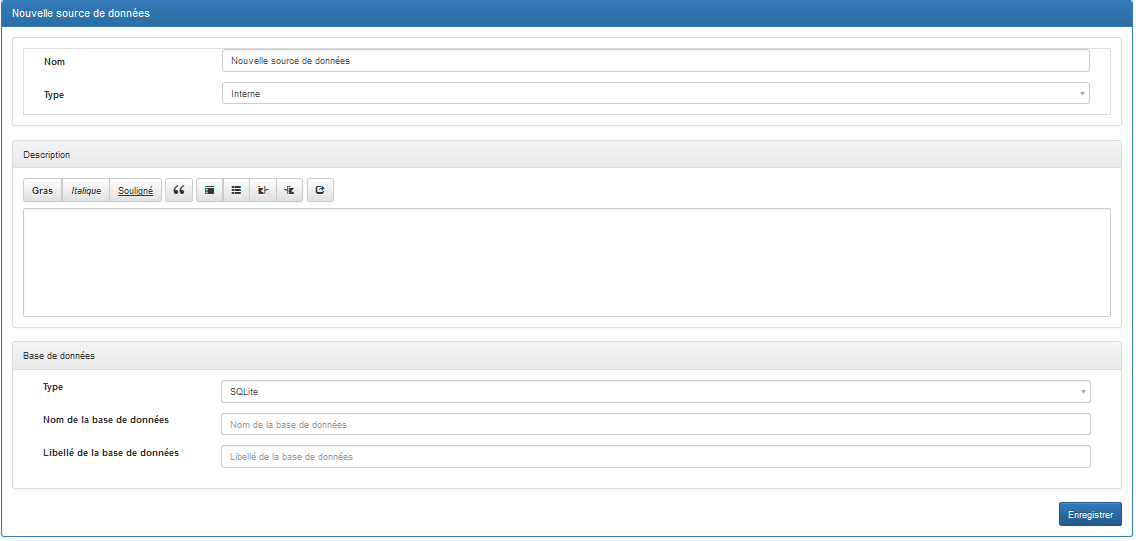 Nouvelle source de données
Nom Nouvelle source de données
Type Interne
Description
Gras Italique Souligné
Base de données
Type SQLite
Nom de la base de données Nom de la base de données
Libellé de la base de données Libellé de la base de données
Enregistrer